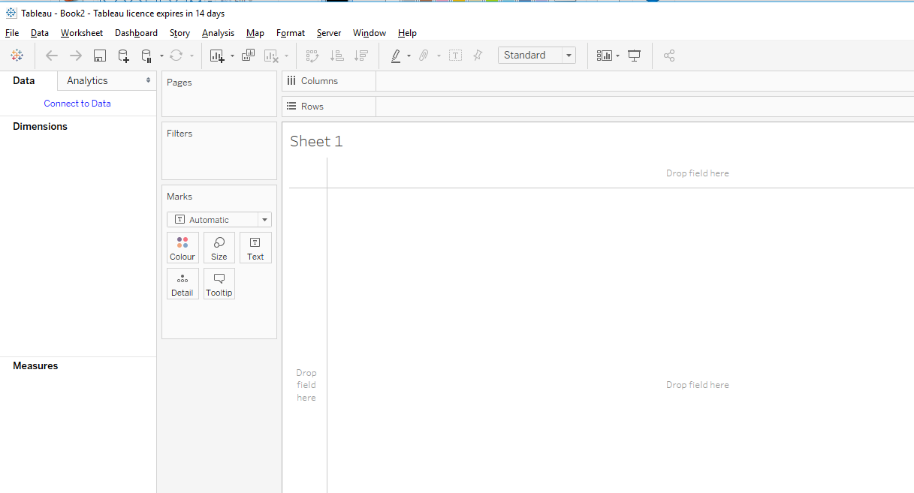 Tableau - Book2 - Tableau licence expires in 14 days
File Data Worksheet Dashboard Story Analysis Map Format Server Window Help
Standard
Data Analytics
Connect to Data
Dimensions
Measures
Pages
Filters
Marks
Automatic
Colour Size Text
Detail Tooltip
Columns
Rows
Sheet 1
Drop field here
Drop
field
here
Drop field here